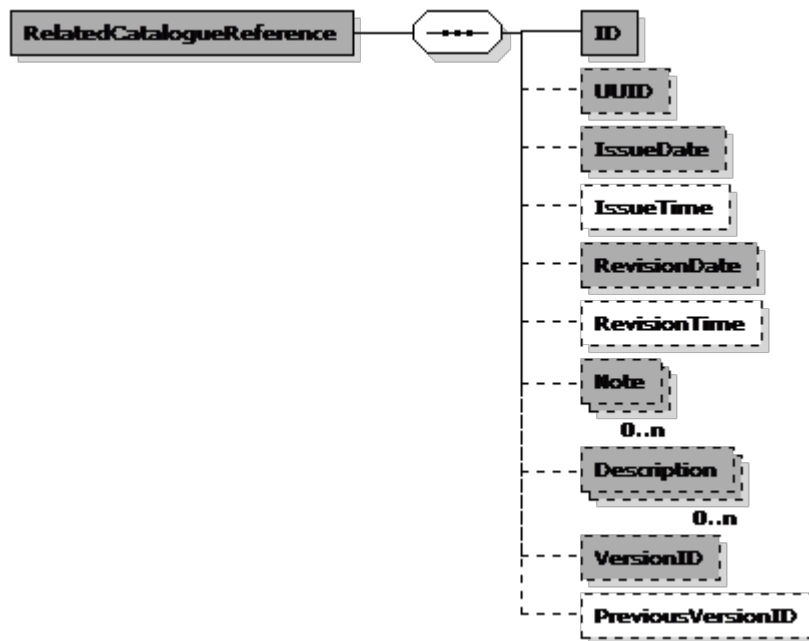 RelatedCatalogueReference
ID
UUID
IssueDate
IssueTime
RevisionDate
RevisionTime
Note
0..n
Description
0..n
VersionID
PreviousVersionID